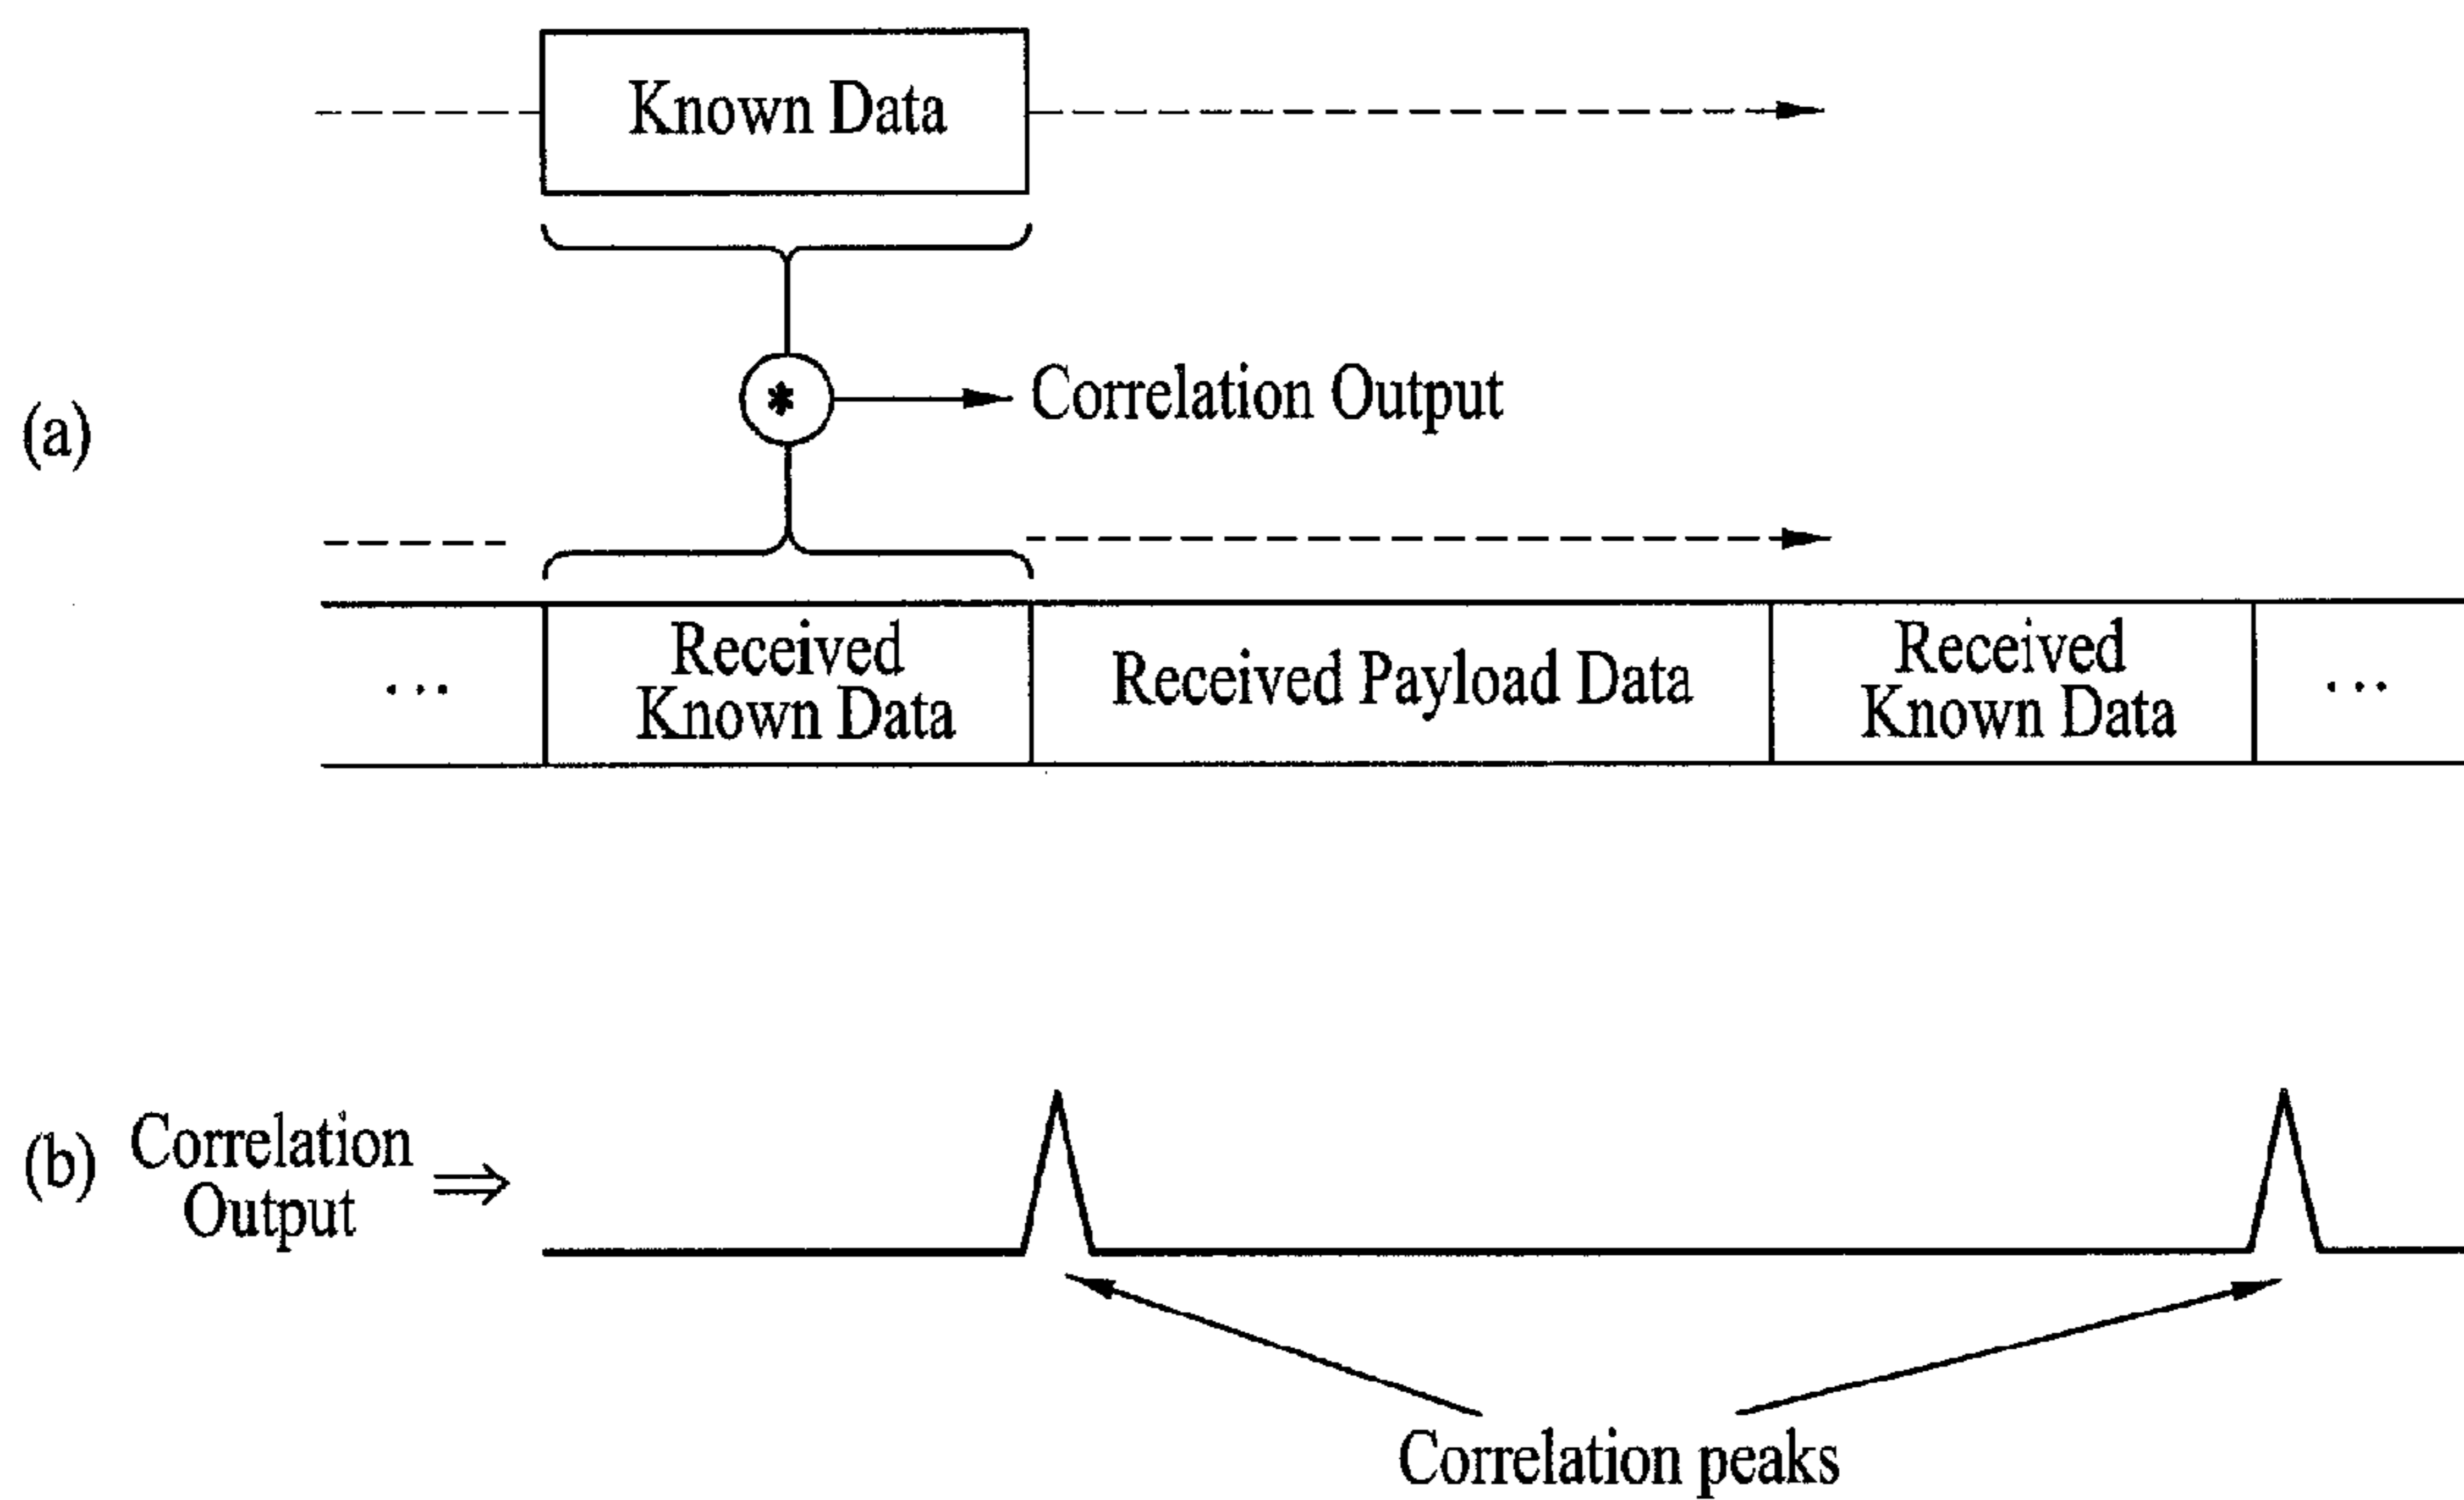 Known Data
Correlation Output
(a)
Received
Known Data
Received Payload Data
Received
Known Data
...
...
(b)
Correlation
Output
Correlation peaks